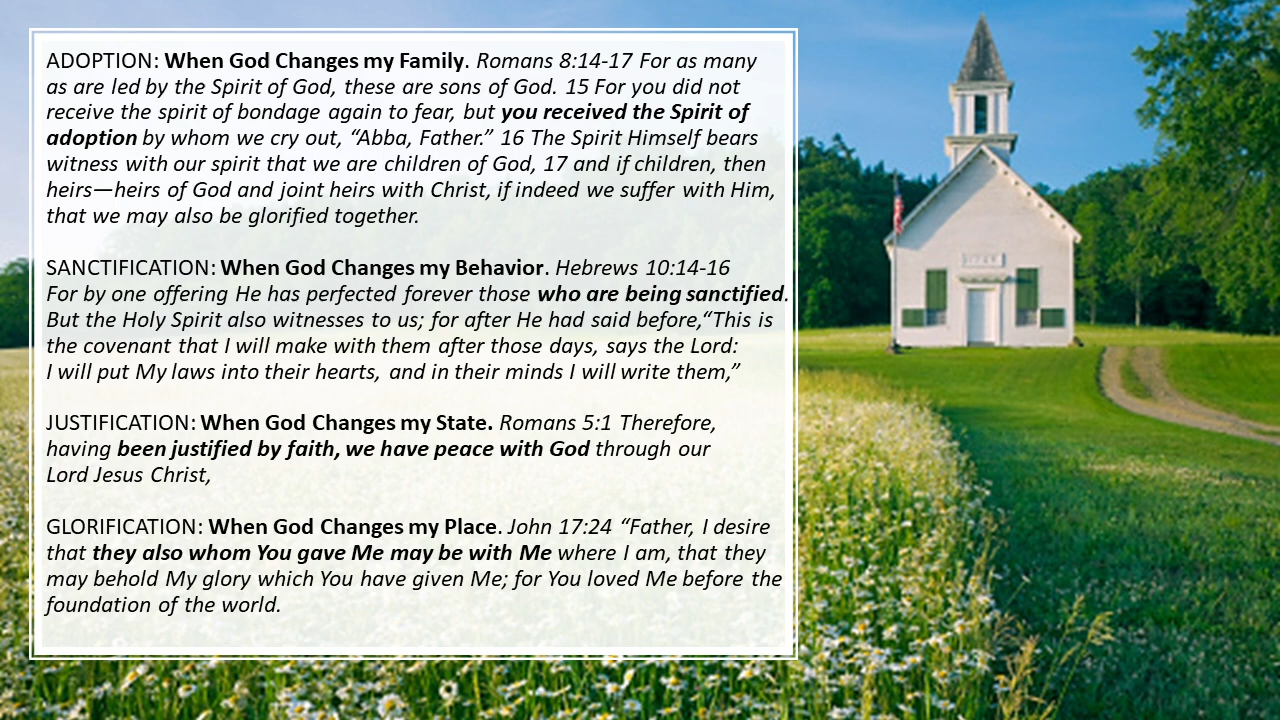 ADOPTION: When God Changes my Family. Romans 8:14-17 For as many
as are led by the Spirit of God, these are sons of God. 15 For you did not
receive the spirit of bondage again to fear, but you received the Spirit of
adoption by whom we cry out, “Abba, Father.” 16 The Spirit Himself bears
witness with our spirit that we are children of God, 17 and if children, then
heirs—heirs of God and joint heirs with Christ, if indeed we suffer with Him,
that we may also be glorified together.
SANCTIFICATION: When God Changes my Behavior. Hebrews 10:14-16
For by one offering He has perfected forever those who are being sanctified.
But the Holy Spirit also witnesses to us; for after He had said before,“This is
the covenant that I will make with them after those days, says the Lord:
I will put My laws into their hearts, and in their minds I will write them,”
JUSTIFICATION: When God Changes my State. Romans 5:1 Therefore,
having been justified by faith, we have peace with God through our
Lord Jesus Christ,
GLORIFICATION: When God Changes my Place. John 17:24 “Father, I desire
that they also whom You gave Me may be with Me where I am, that they
may behold My glory which You have given Me; for You loved Me before the
foundation of the world.